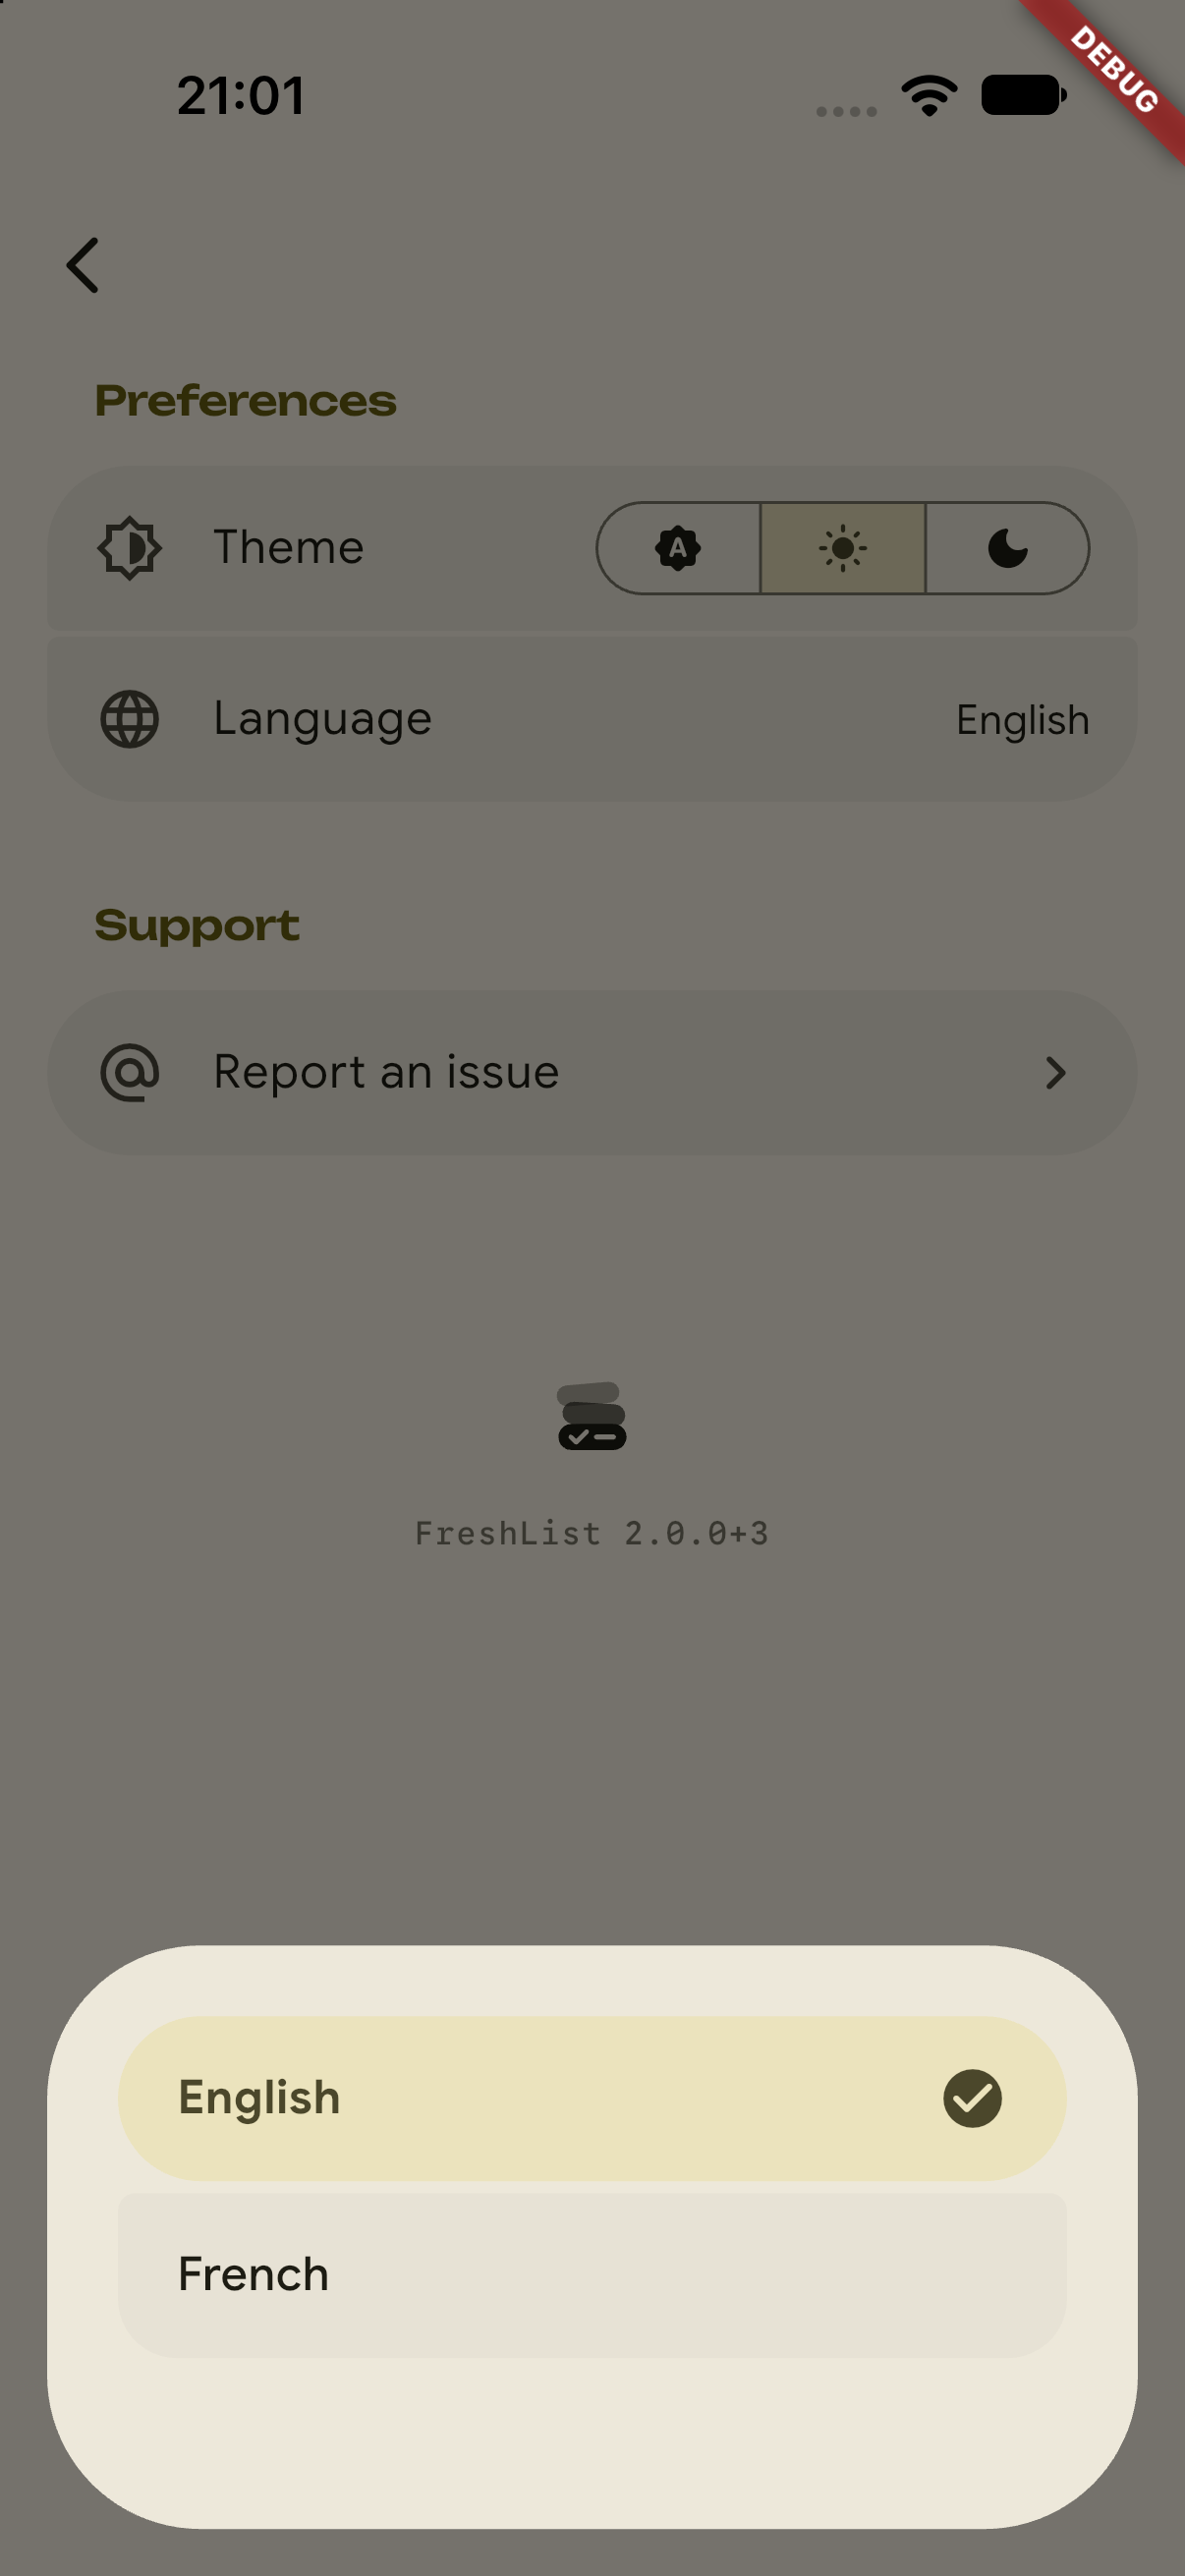 21:01
DEBUG
Preferences
Theme
A
Language
English
Support
Report an issue
FreshList 2.0.0+3
English
French